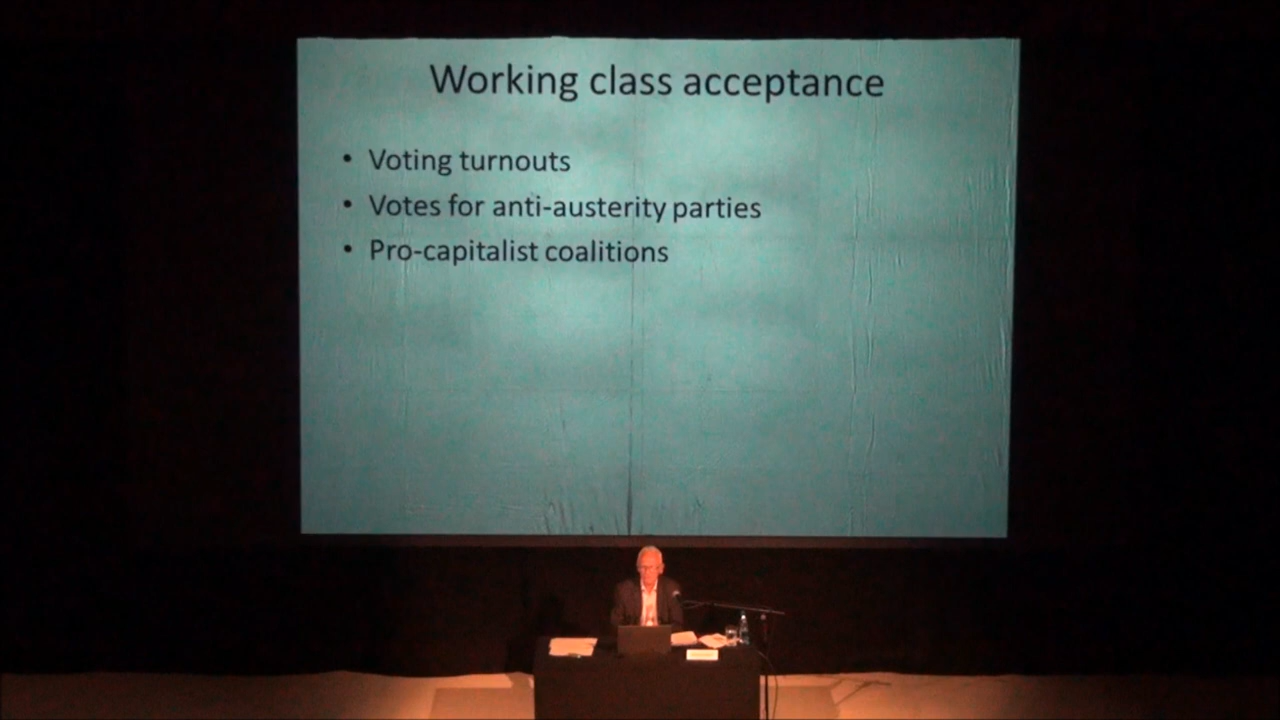 Working class acceptance
• Voting turnouts
• Votes for anti-austerity parties
• Pro-capitalist coalitions